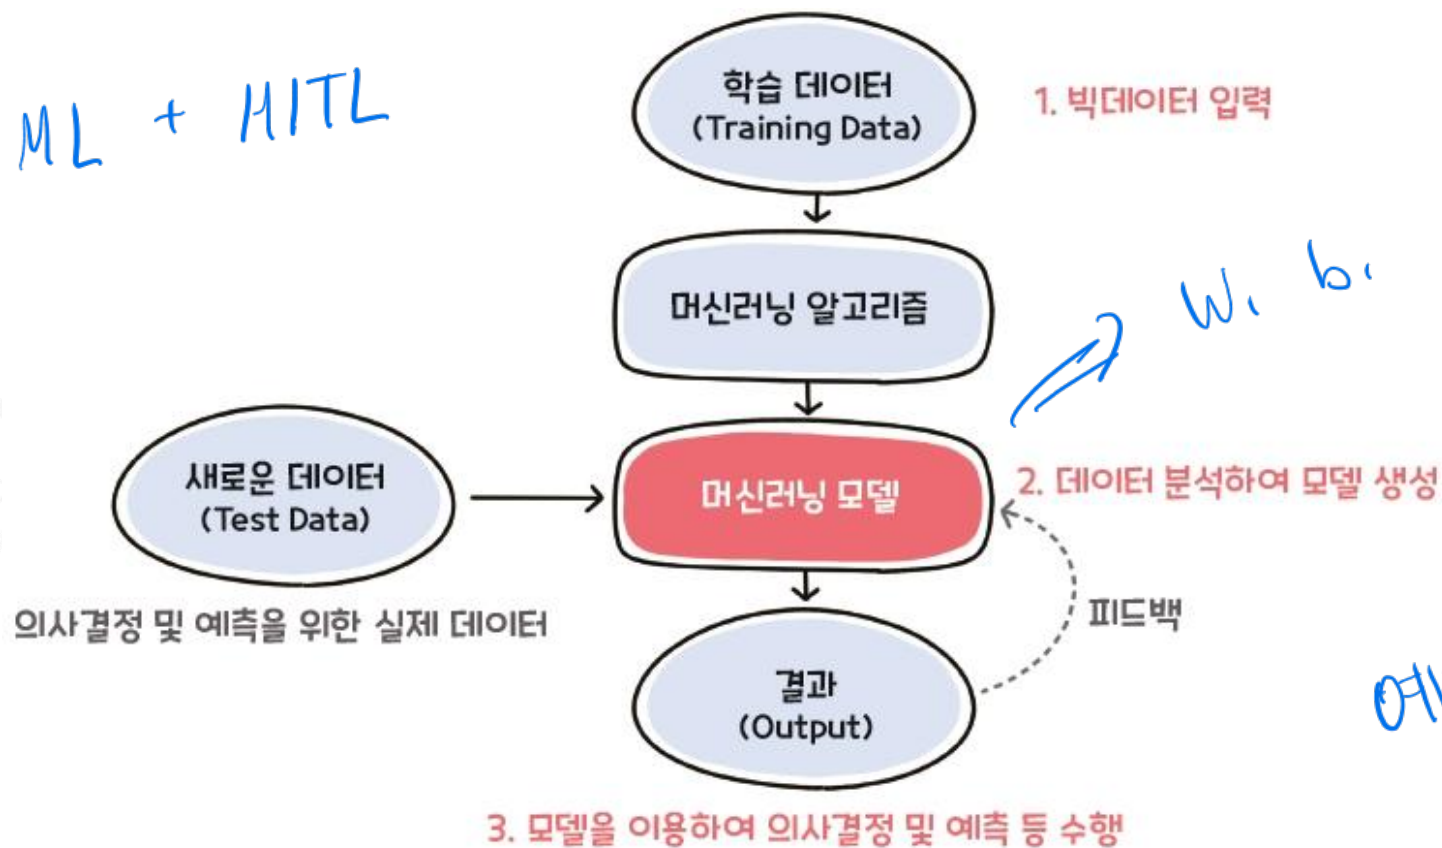 ML + HITL
학습 데이터
(Training Data)
1. 빅데이터 입력
머신러닝 알고리즘
W, b.
새로운 데이터
(Test Data)
머신러닝 모델
2. 데이터 분석하여 모델 생성
의사결정 및 예측을 위한 실제 데이터
피드백
결과
(Output)
3. 모델을 이용하여 의사결정 및 예측 등 수행